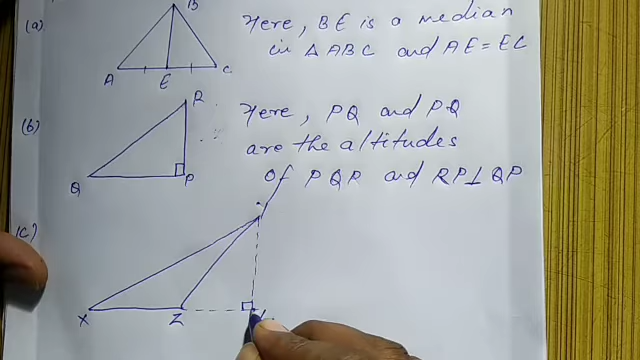 (a)
B
A
E
C
Here, BE is a median
in △ ABC and AE = EC
(b)
R
Q
P
Here, PQ and PQ
are the altitudes
of PQR and RP⊥QP
(c)
X
Z